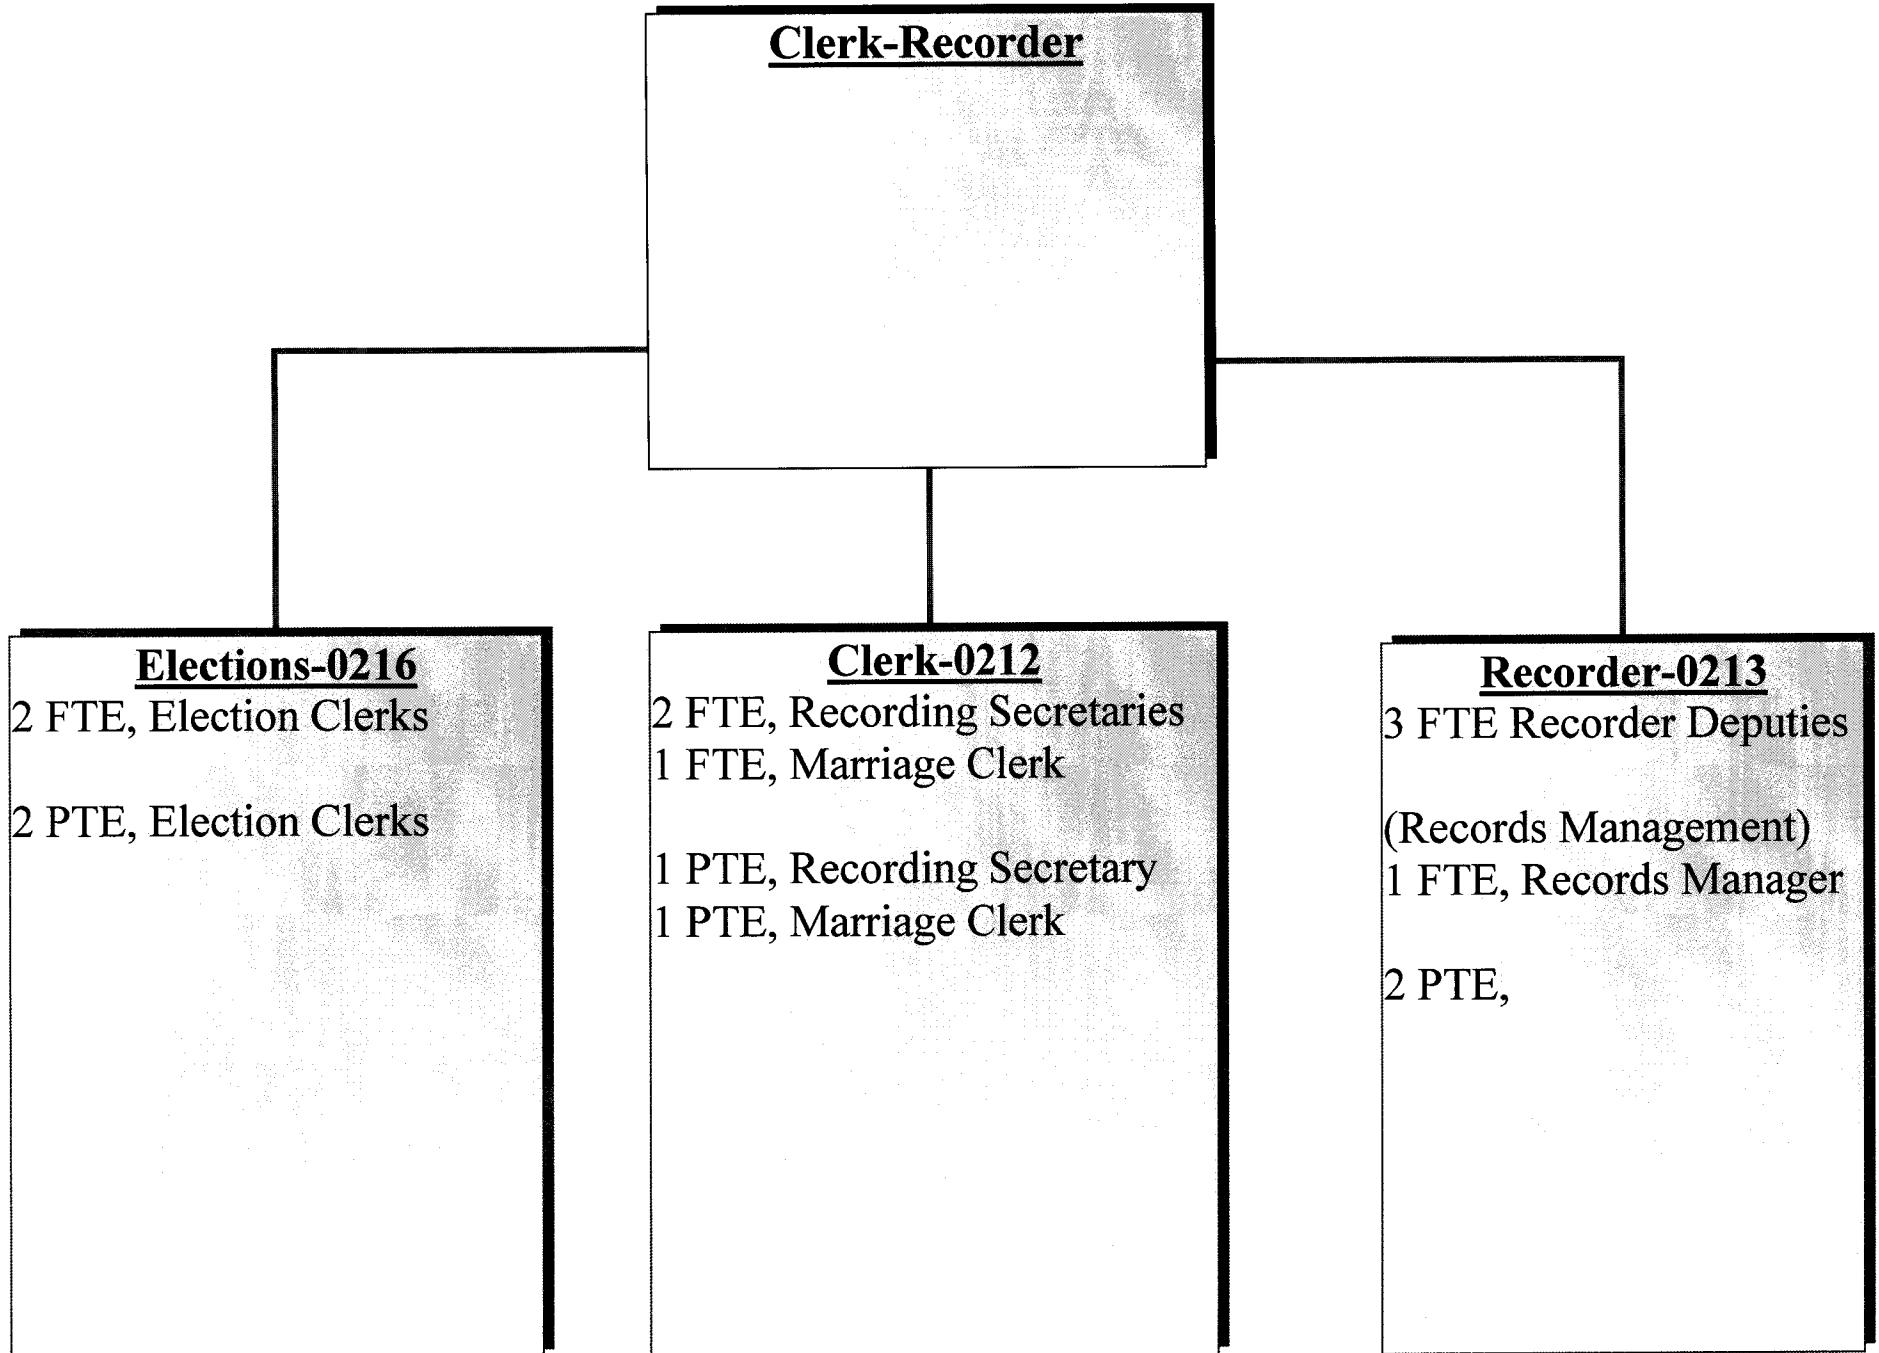 Clerk-Recorder
Elections-0216
2 FTE, Election Clerks
2 PTE, Election Clerks
Clerk-0212
2 FTE, Recording Secretaries
1 FTE, Marriage Clerk
1 PTE, Recording Secretary
1 PTE, Marriage Clerk
Recorder-0213
3 FTE Recorder Deputies
(Records Management)
1 FTE, Records Manager
2 PTE,